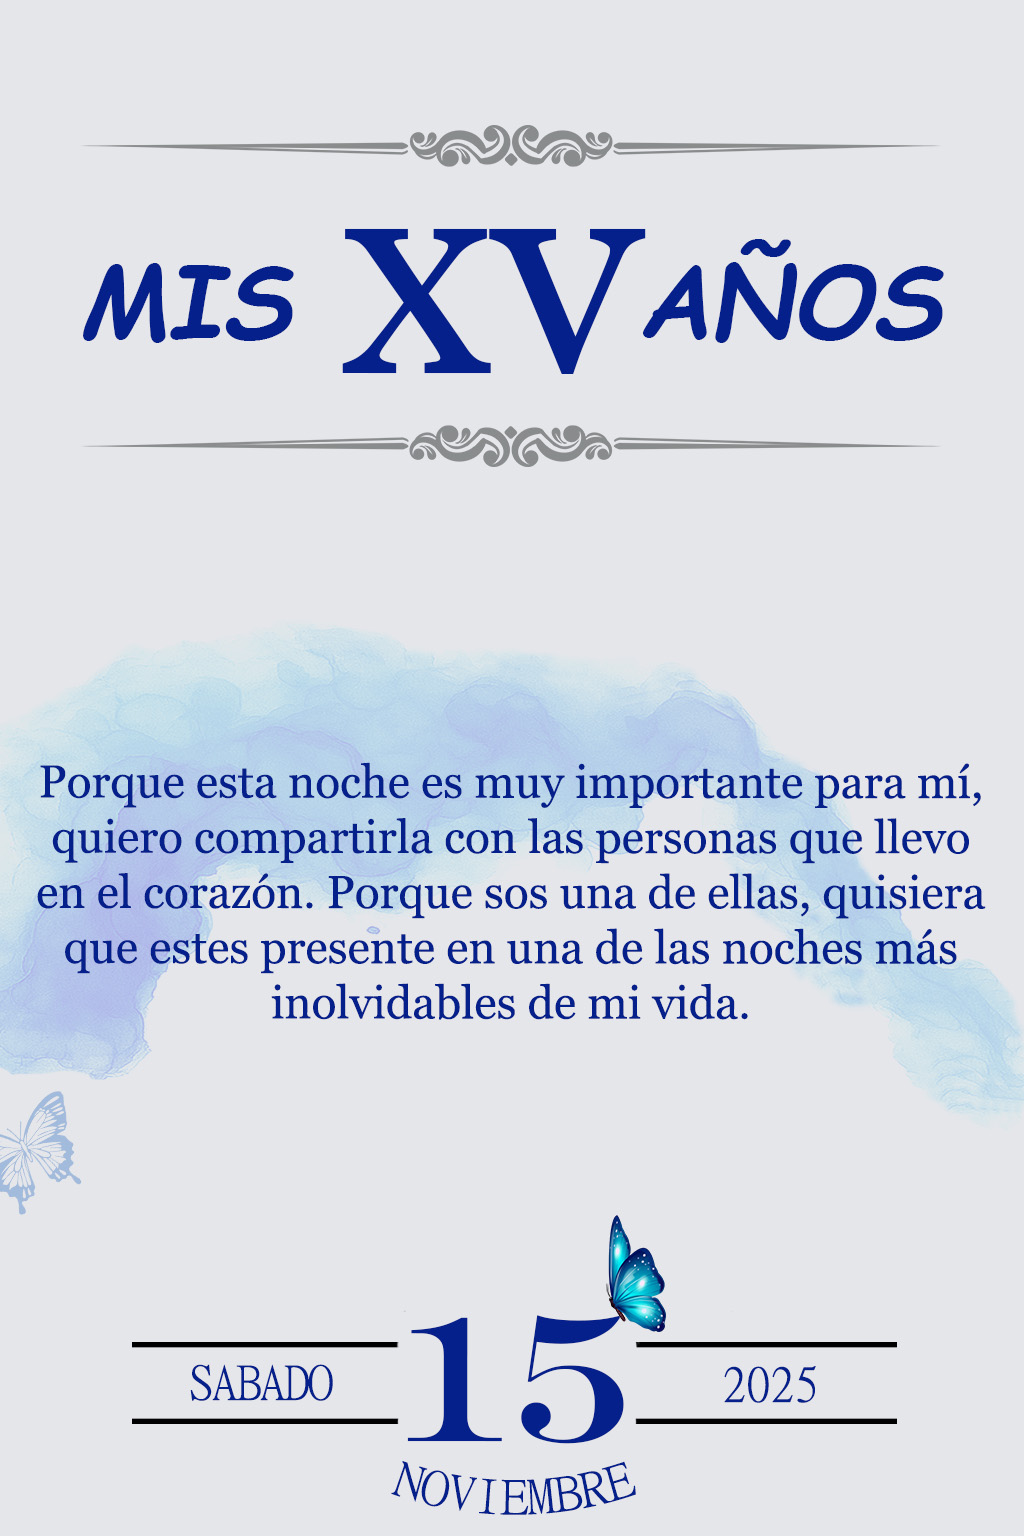 MIS XV AÑOS
Porque esta noche es muy importante para mí,
quiero compartirla con las personas que llevo
en el corazón. Porque sos una de ellas, quisiera
que estes presente en una de las noches más
inolvidables de mi vida.
SABADO 15 2025
NOVIEMBRE